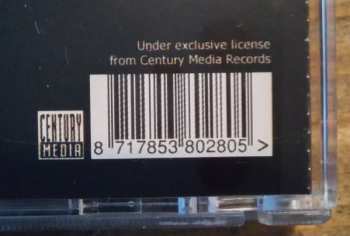 Under exclusive license
from Century Media Records
CENTURY
MEDIA
8 717853 802805 >